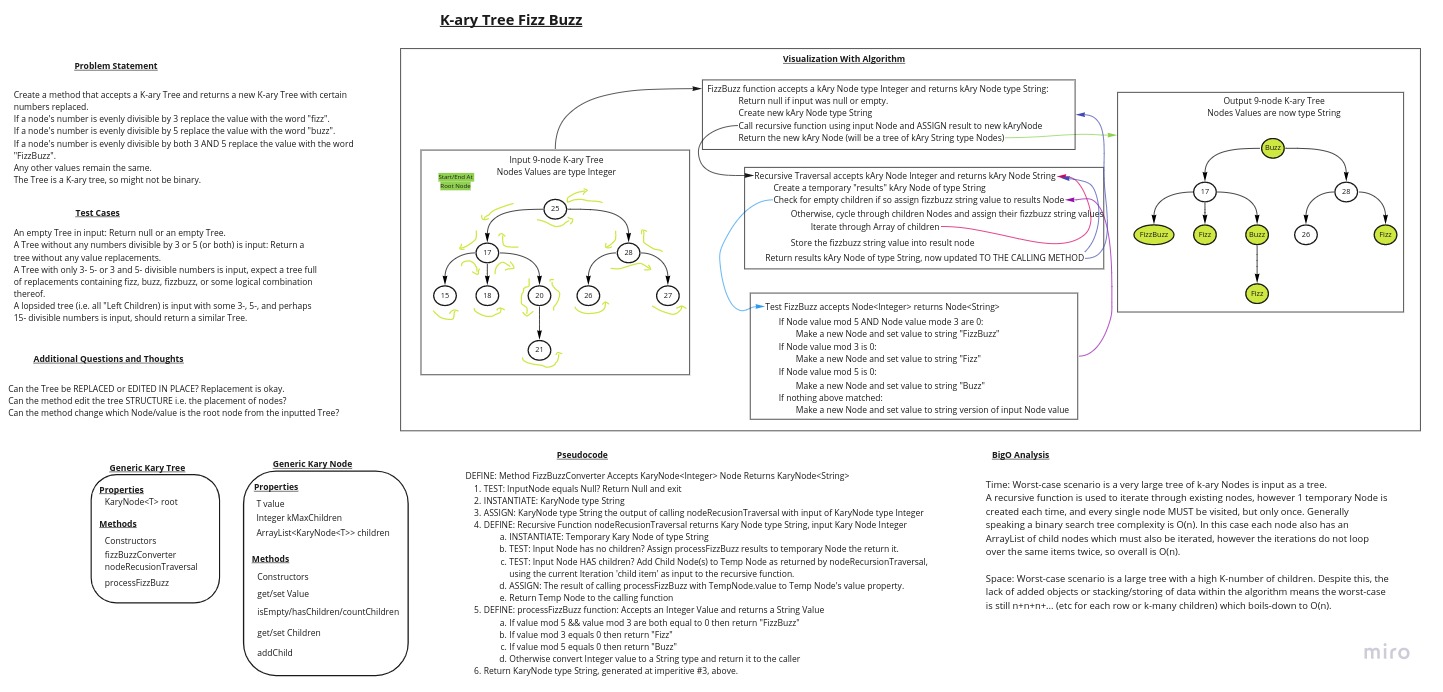 K-ary Tree Fizz Buzz
Problem Statement
Create a method that accepts a K-ary Tree and returns a new K-ary Tree with certain
numbers replaced.
If a node's number is evenly divisible by 3 replace the value with the word "fizz".
If a node's number is evenly divisible by 5 replace the value with the word "buzz".
If a node's number is evenly divisible by both 3 AND 5 replace the value with the word
"FizzBuzz".
Any other values remain the same.
The Tree is a K-ary tree, so might not be binary.
Test Cases
An empty Tree in input: Return null or an empty Tree.
A Tree without any numbers divisible by 3 or 5 (or both) is input: Return a
tree without any value replacements.
A Tree with only 3- 5- or 3 and 5- divisible numbers is input, expect a tree full
of replacements containing fizz, buzz, fizzbuzz, or some logical combination
thereof.
A lopsided tree (i.e. all "Left Children) is input with some 3-, 5-, and perhaps
15- divisible numbers is input, should return a similar Tree.
Additional Questions and Thoughts
Can the Tree be REPLACED or EDITED IN PLACE? Replacement is okay.
Can the method edit the tree STRUCTURE i.e. the placement of nodes?
Can the method change which Node/value is the root node from the inputted Tree?
Visualization With Algorithm
Input 9-node K-ary Tree
Nodes Values are type Integer
Start/End At
Root Node
25
17
28
15
18
20
26
27
21
FizzBuzz function accepts a kAry Node type Integer and returns kAry Node type String:
Return null if input was null or empty.
Create new kAry Node type String
Call recursive function using input Node and ASSIGN result to new kAryNode
Return the new kAry Node (will be a tree of kAry String type Nodes)
Recursive Traversal accepts kAry Node Integer and returns kAry Node String
Create a temporary "results" kAry Node of type String
Check for empty children if so assign fizzbuzz string value to results Node
Otherwise, cycle through children Nodes and assign their fizzbuzz string values
Iterate through Array of children
Store the fizzbuzz string value into result node
Return results kAry Node of type String, now updated TO THE CALLING METHOD
Test FizzBuzz accepts Node<Integer> returns Node<String>
If Node value mod 5 AND Node value mode 3 are 0:
Make a new Node and set value to string "FizzBuzz"
If Node value mod 3 is 0:
Make a new Node and set value to string "Fizz"
If Node value mod 5 is 0:
Make a new Node and set value to string "Buzz"
If nothing above matched:
Make a new Node and set value to string version of input Node value
Output 9-node K-ary Tree
Nodes Values are now type String
Buzz
17
28
FizzBuzz
Fizz
Buzz
26
Fizz
Fizz
Generic Kary Tree
Properties
KaryNode<T> root
Methods
Constructors
fizzBuzzConverter
nodeRecusionTraversal
processFizzBuzz
Generic Kary Node
Properties
T value
Integer kMaxChildren
ArrayList<KaryNode<T>> children
Methods
Constructors
get/set Value
isEmpty/hasChildren/countChildren
get/set Children
addChild
Pseudocode
DEFINE: Method FizzBuzzConverter Accepts KaryNode<Integer> Node Returns KaryNode<String>
1. TEST: InputNode equals Null? Return Null and exit
2. INSTANTIATE: KaryNode type String
3. ASSIGN: KaryNode type String the output of calling nodeRecusionTraversal with input of KaryNode type Integer
4. DEFINE: Recursive Function nodeRecusionTraversal returns Kary Node type String, input Kary Node Integer
a. INSTANTIATE: Temporary Kary Node of type String
b. TEST: Input Node has no children? Assign processFizzBuzz results to temporary Node the return it.
c. TEST: Input Node HAS children? Add Child Node(s) to Temp Node as returned by nodeRecursionTraversal,
using the current Iteration 'child item' as input to the recursive function.
d. ASSIGN: The result of calling processFizzBuzz with TempNode.value to Temp Node's value property.
e. Return Temp Node to the calling function
5. DEFINE: processFizzBuzz function: Accepts an Integer Value and returns a String Value
a. If value mod 5 && value mod 3 are both equal to 0 then return "FizzBuzz"
b. If value mod 3 equals 0 then return "Fizz"
c. If value mod 5 equals 0 then return "Buzz"
d. Otherwise convert Integer value to a String type and return it to the caller
6. Return KaryNode type String, generated at imperitive #3, above.
BigO Analysis
Time: Worst-case scenario is a very large tree of k-ary Nodes is input as a tree.
A recursive function is used to iterate through existing nodes, however 1 temporary Node is
created each time, and every single node MUST be visited, but only once. Generally
speaking a binary search tree complexity is O(n). In this case each node also has an
ArrayList of child nodes which must also be iterated, however the iterations do not loop
over the same items twice, so overall is O(n).
Space: Worst-case scenario is a large tree with a high K-number of children. Despite this, the
lack of added objects or stacking/storing of data within the algorithm means the worst-case
is still n+n+n+... (etc for each row or k-many children) which boils-down to O(n).
miro